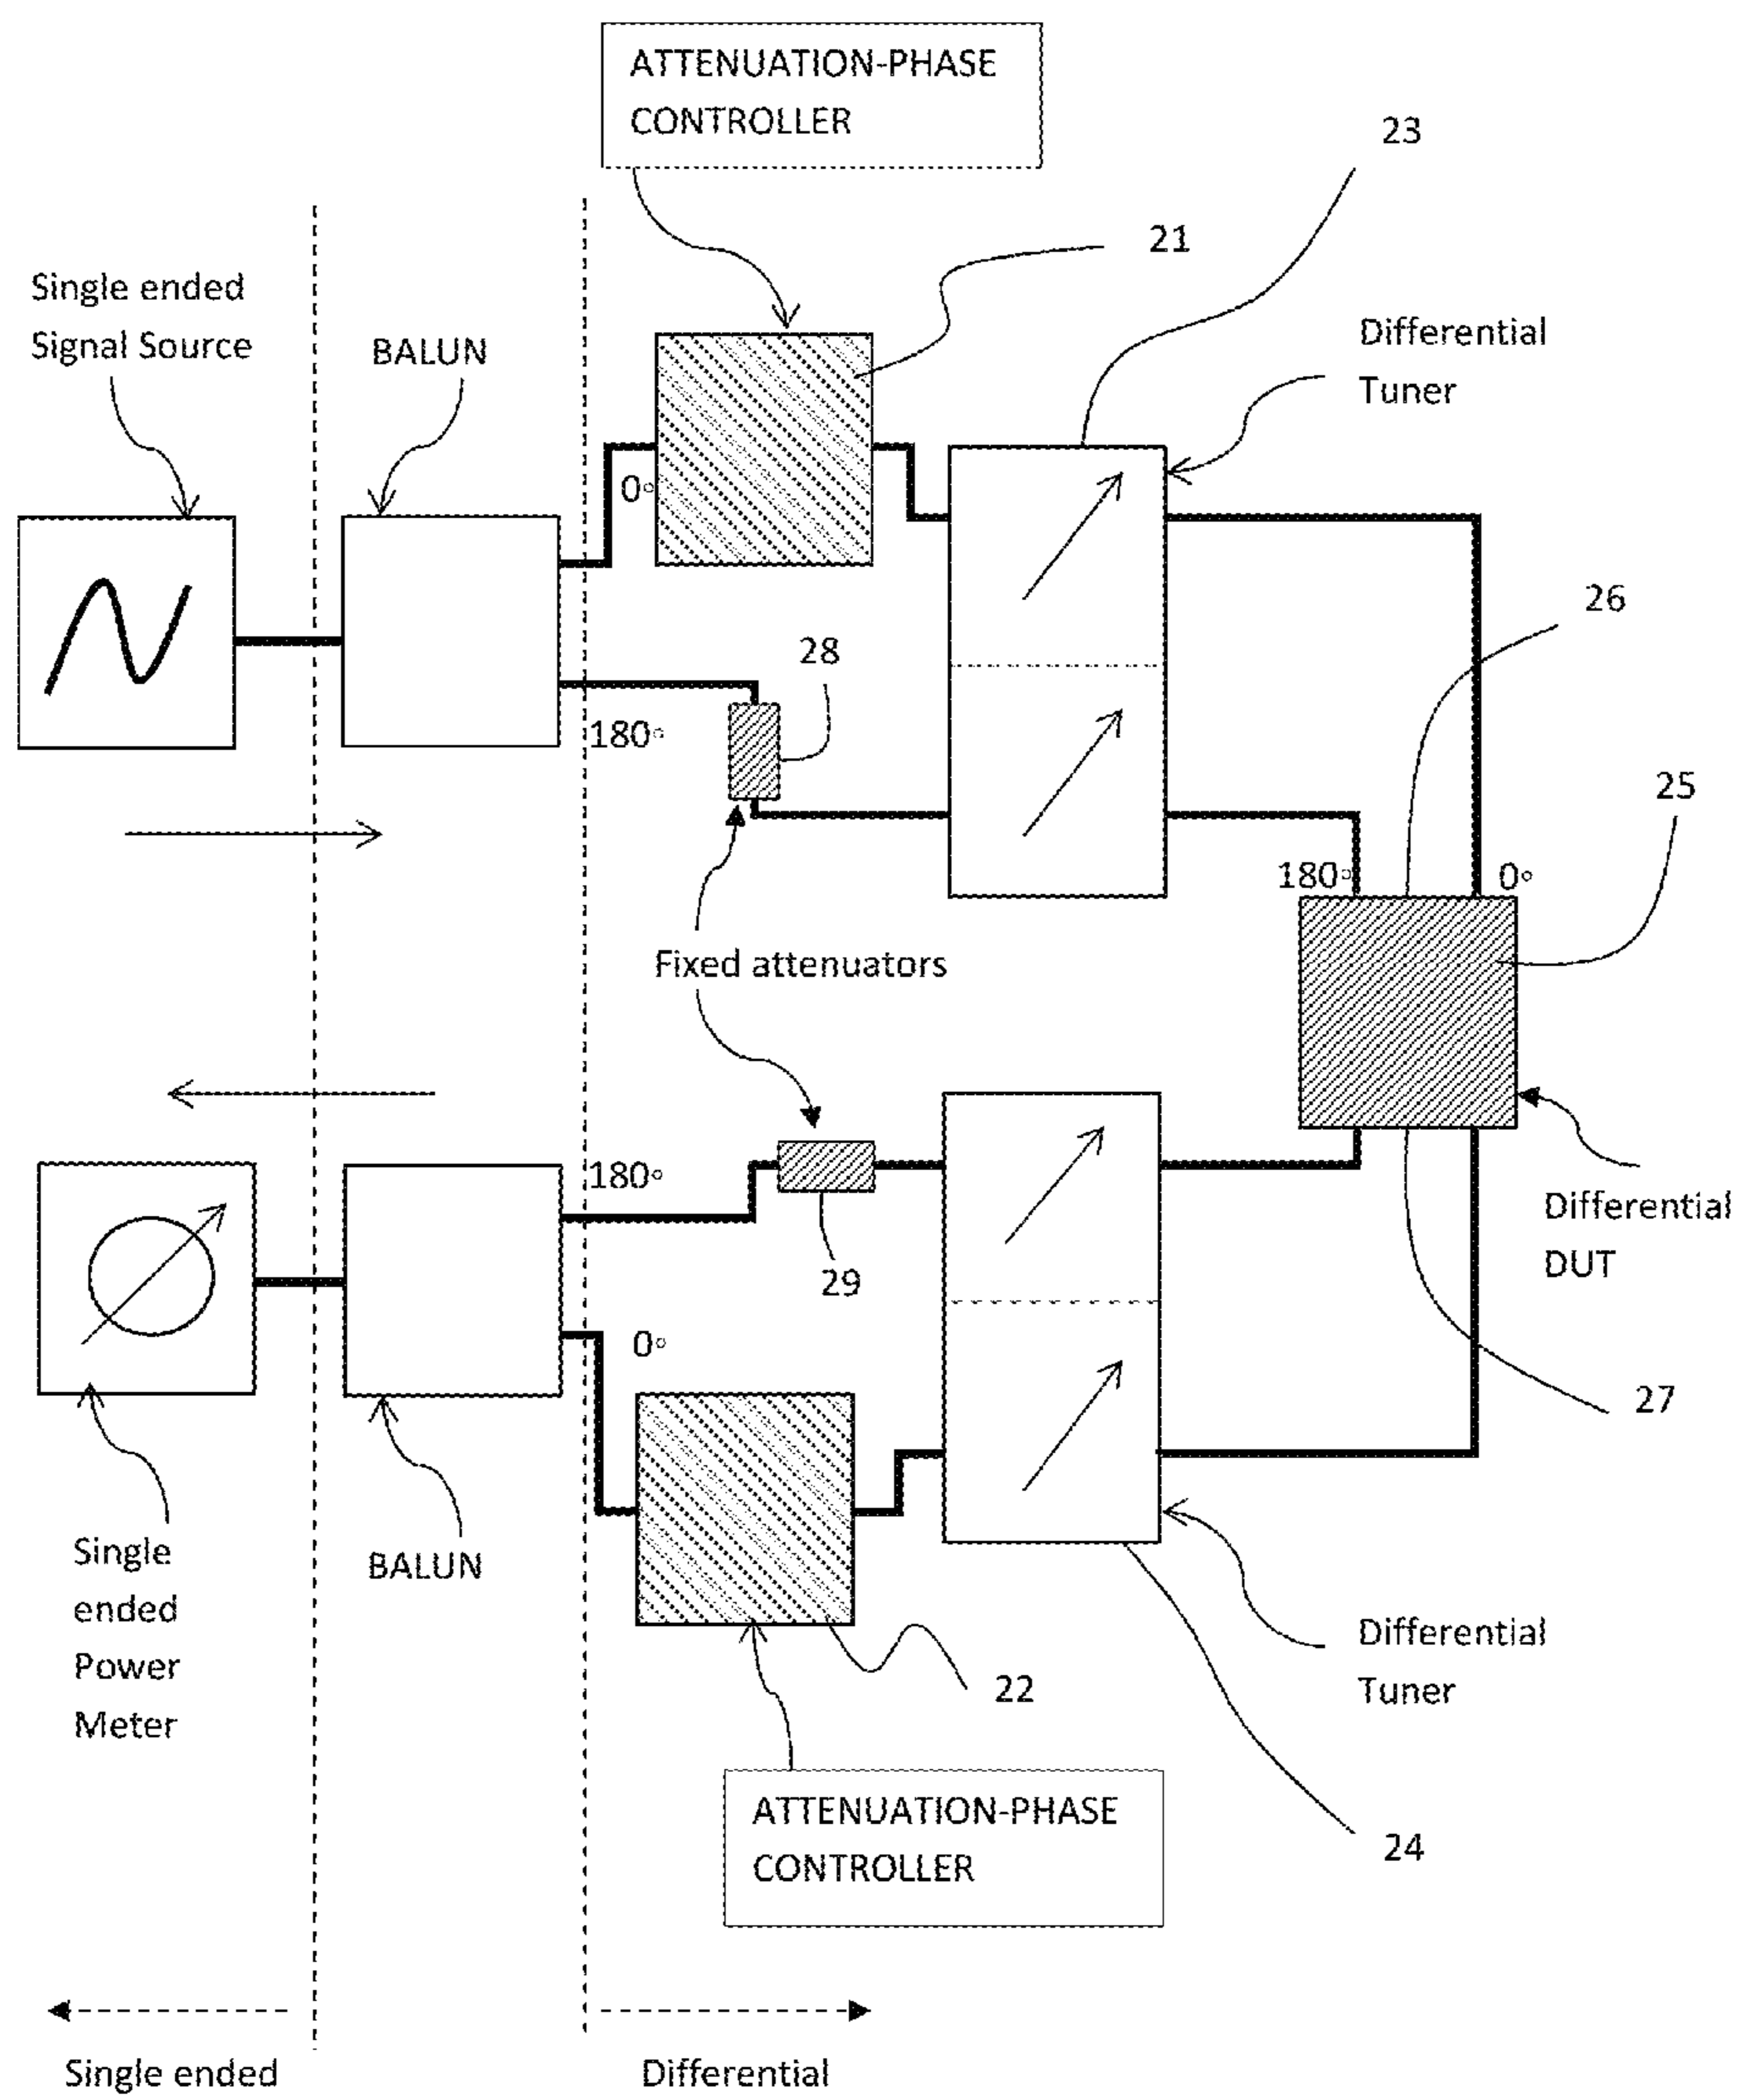 ATTENUATION-PHASE
CONTROLLER
23
21
Single ended
Signal Source
BALUN
Differential
Tuner
0°
26
28
180°
25
180°
0°
Fixed attenuators
180°
Differential
DUT
29
0°
27
Single
ended
Power
Meter
BALUN
Differential
Tuner
22
ATTENUATION-PHASE
CONTROLLER
24
Single ended
Differential